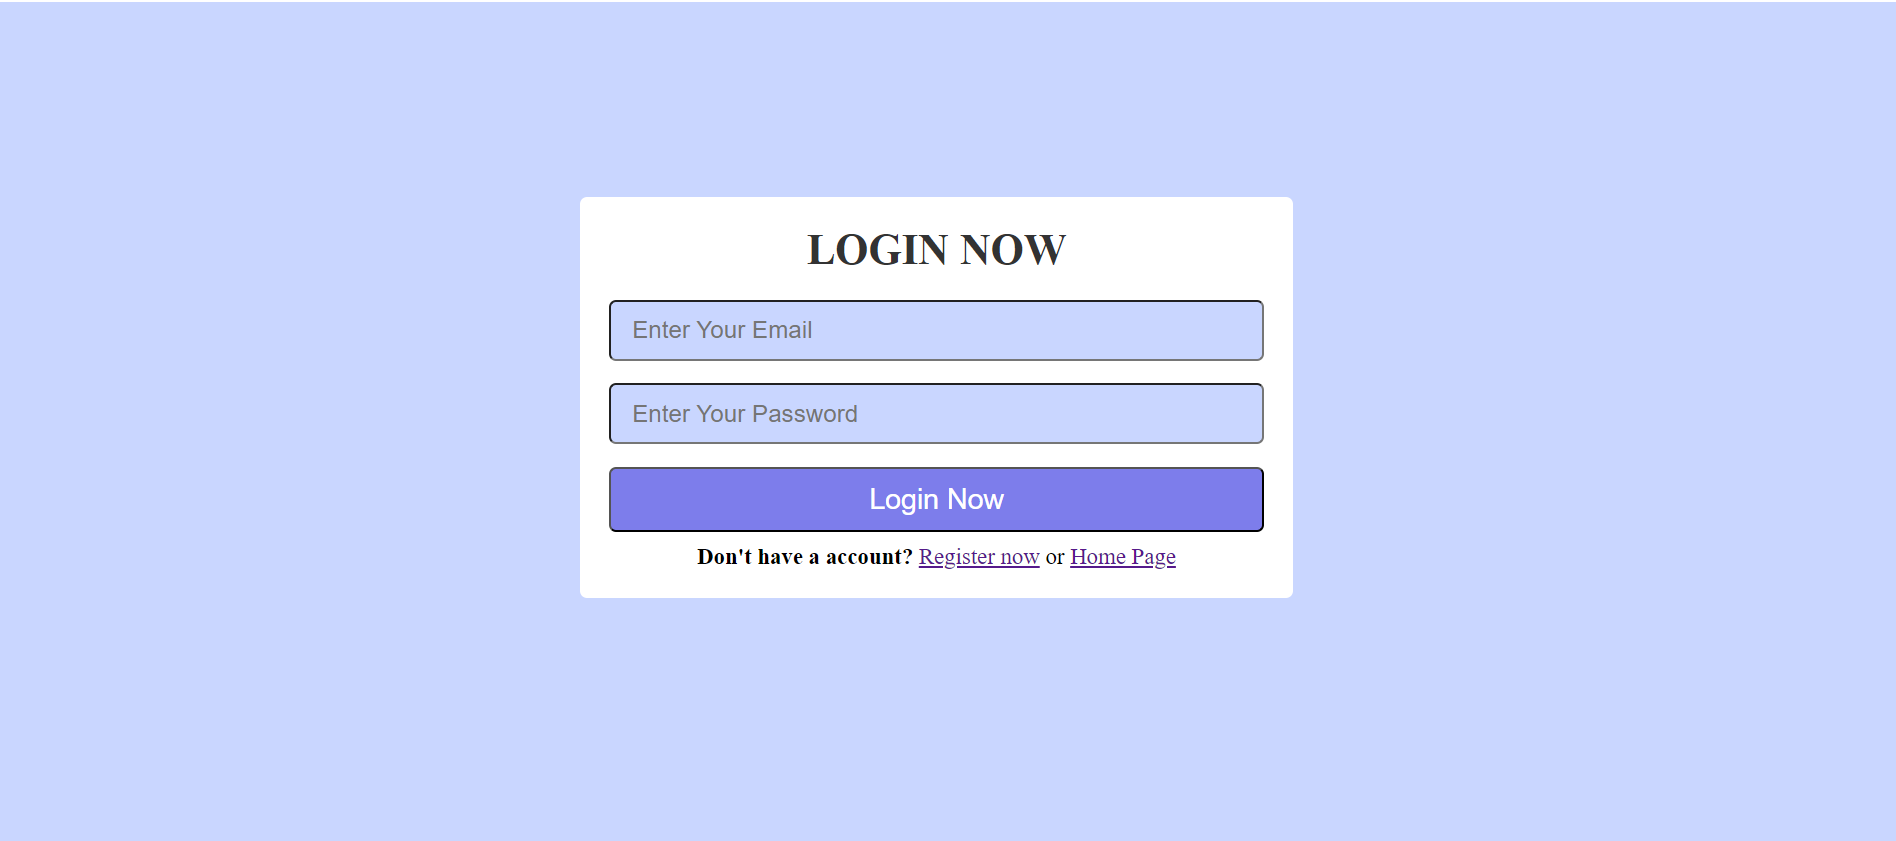 LOGIN NOW
Enter Your Email
Enter Your Password
Login Now
Don't have a account? Register now or Home Page